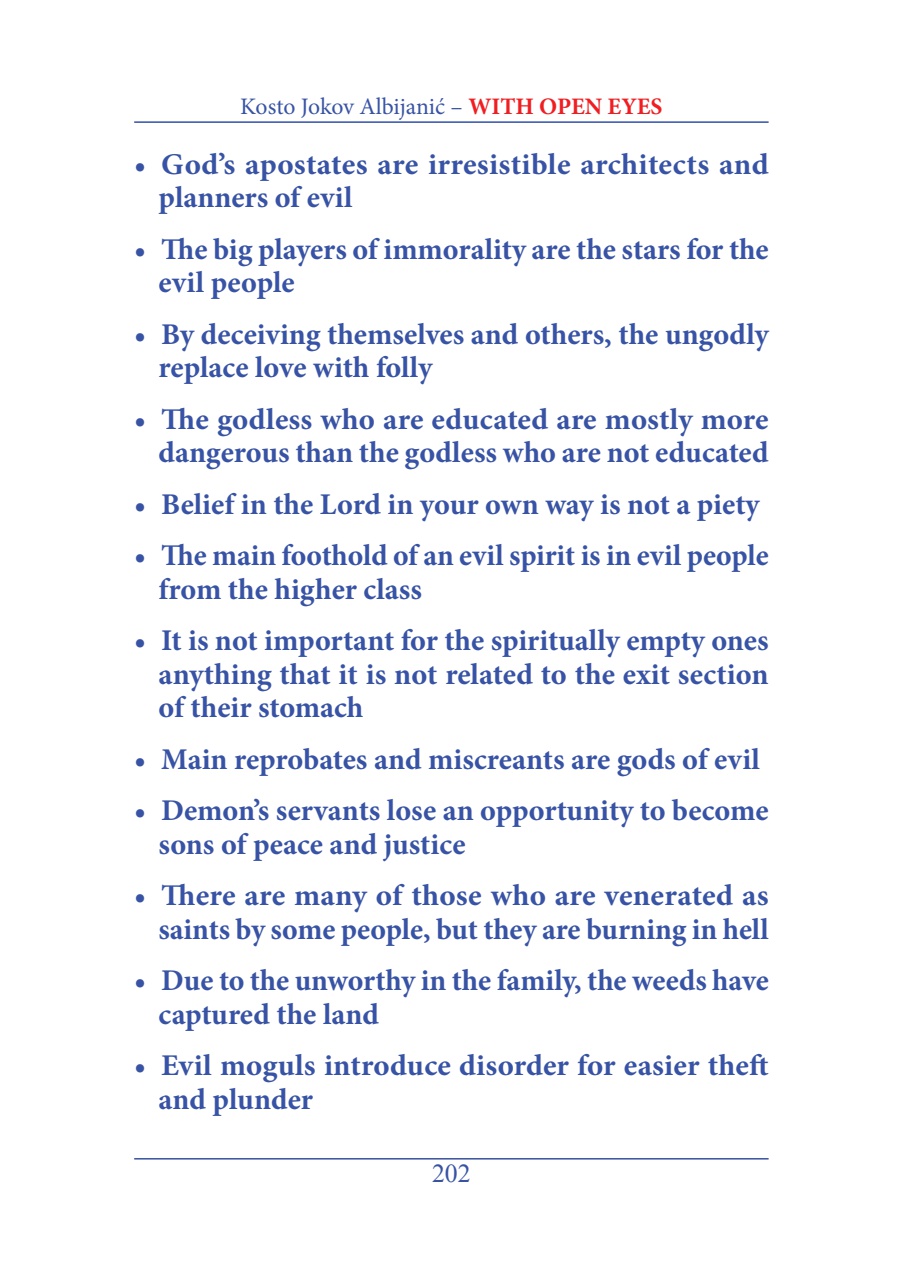 Kosto Jokov Albijanić – WITH OPEN EYES
• God’s apostates are irresistible architects and
planners of evil
• The big players of immorality are the stars for the
evil people
• By deceiving themselves and others, the ungodly
replace love with folly
• The godless who are educated are mostly more
dangerous than the godless who are not educated
• Belief in the Lord in your own way is not a piety
• The main foothold of an evil spirit is in evil people
from the higher class
• It is not important for the spiritually empty ones
anything that it is not related to the exit section
of their stomach
• Main reprobates and miscreants are gods of evil
• Demon’s servants lose an opportunity to become
sons of peace and justice
• There are many of those who are venerated as
saints by some people, but they are burning in hell
• Due to the unworthy in the family, the weeds have
captured the land
• Evil moguls introduce disorder for easier theft
and plunder
202